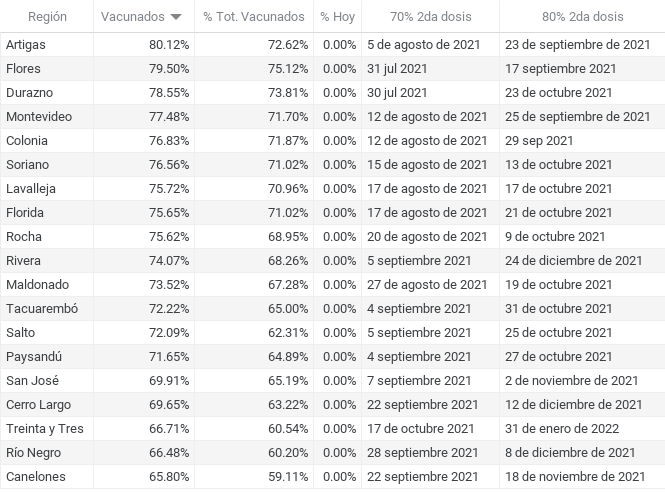 Región Vacunados % Tot. Vacunados % Hoy 70% 2da dosis 80% 2da dosis
Artigas 80.12% 72.62% 0.00% 5 de agosto de 2021 23 de septiembre de 2021
Flores 79.50% 75.12% 0.00% 31 jul 2021 17 septiembre 2021
Durazno 78.55% 73.81% 0.00% 30 jul 2021 23 de octubre 2021
Montevideo 77.48% 71.70% 0.00% 12 de agosto de 2021 25 de septiembre de 2021
Colonia 76.83% 71.87% 0.00% 12 de agosto de 2021 29 sep 2021
Soriano 76.56% 71.02% 0.00% 15 de agosto de 2021 13 de octubre 2021
Lavalleja 75.72% 70.96% 0.00% 17 de agosto de 2021 17 de octubre 2021
Florida 75.65% 71.02% 0.00% 17 de agosto de 2021 21 de octubre 2021
Rocha 75.62% 68.95% 0.00% 20 de agosto de 2021 9 de octubre 2021
Rivera 74.07% 68.26% 0.00% 5 septiembre 2021 24 de diciembre de 2021
Maldonado 73.52% 67.28% 0.00% 27 de agosto de 2021 19 de octubre 2021
Tacuarembó 72.22% 65.00% 0.00% 4 septiembre 2021 31 de octubre 2021
Salto 72.09% 62.31% 0.00% 5 septiembre 2021 25 de octubre 2021
Paysandú 71.65% 64.89% 0.00% 4 septiembre 2021 27 de octubre 2021
San José 69.91% 65.19% 0.00% 7 septiembre 2021 2 de noviembre de 2021
Cerro Largo 69.65% 63.22% 0.00% 22 septiembre 2021 12 de diciembre de 2021
Treinta y Tres 66.71% 60.54% 0.00% 17 de octubre 2021 31 de enero de 2022
Río Negro 66.48% 60.20% 0.00% 28 septiembre 2021 8 de diciembre de 2021
Canelones 65.80% 59.11% 0.00% 22 septiembre 2021 18 de noviembre de 2021